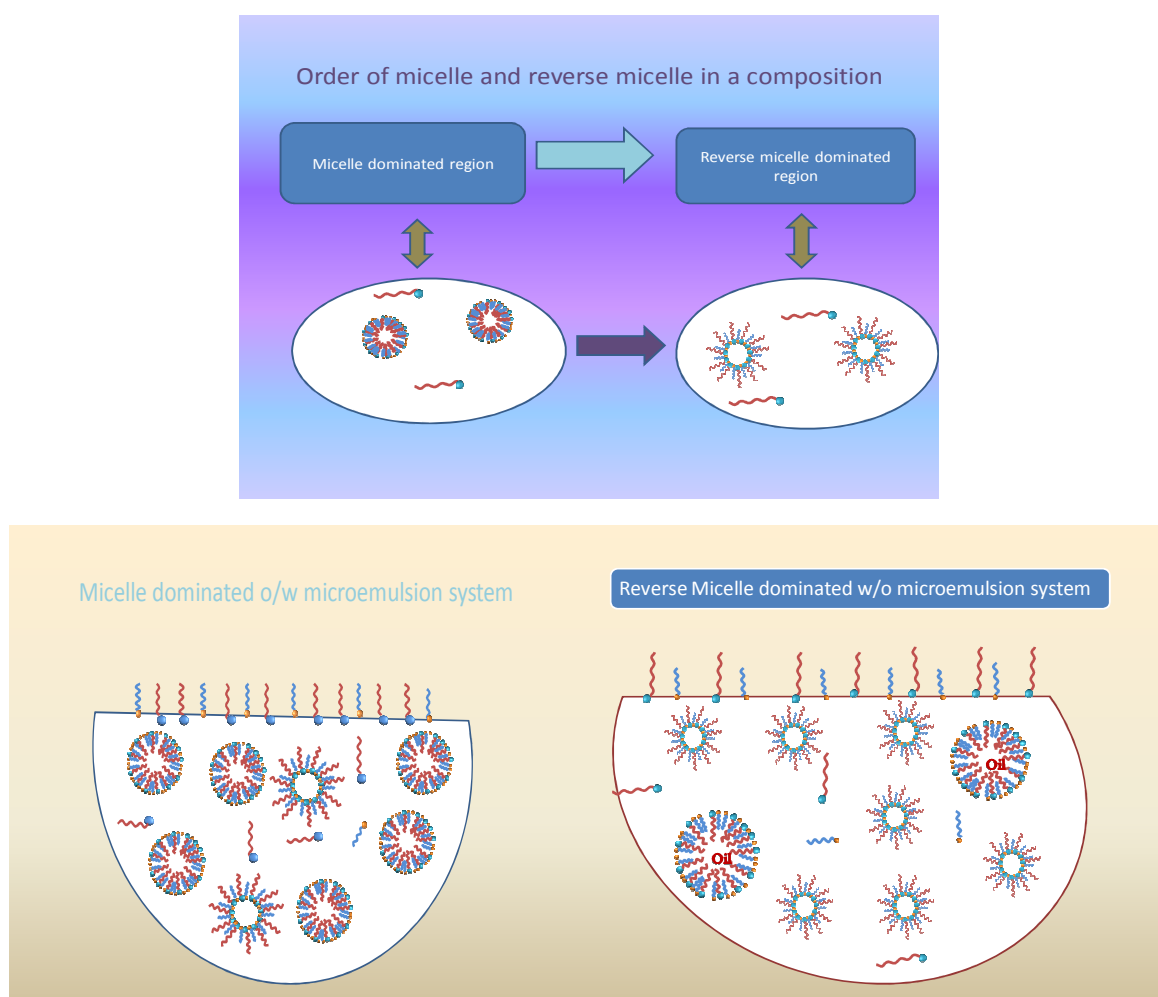 Order of micelle and reverse micelle in a composition
Micelle dominated region
Reverse micelle dominated
region
Micelle dominated o/w microemulsion system
Reverse Micelle dominated w/o microemulsion system
Oil
Oil